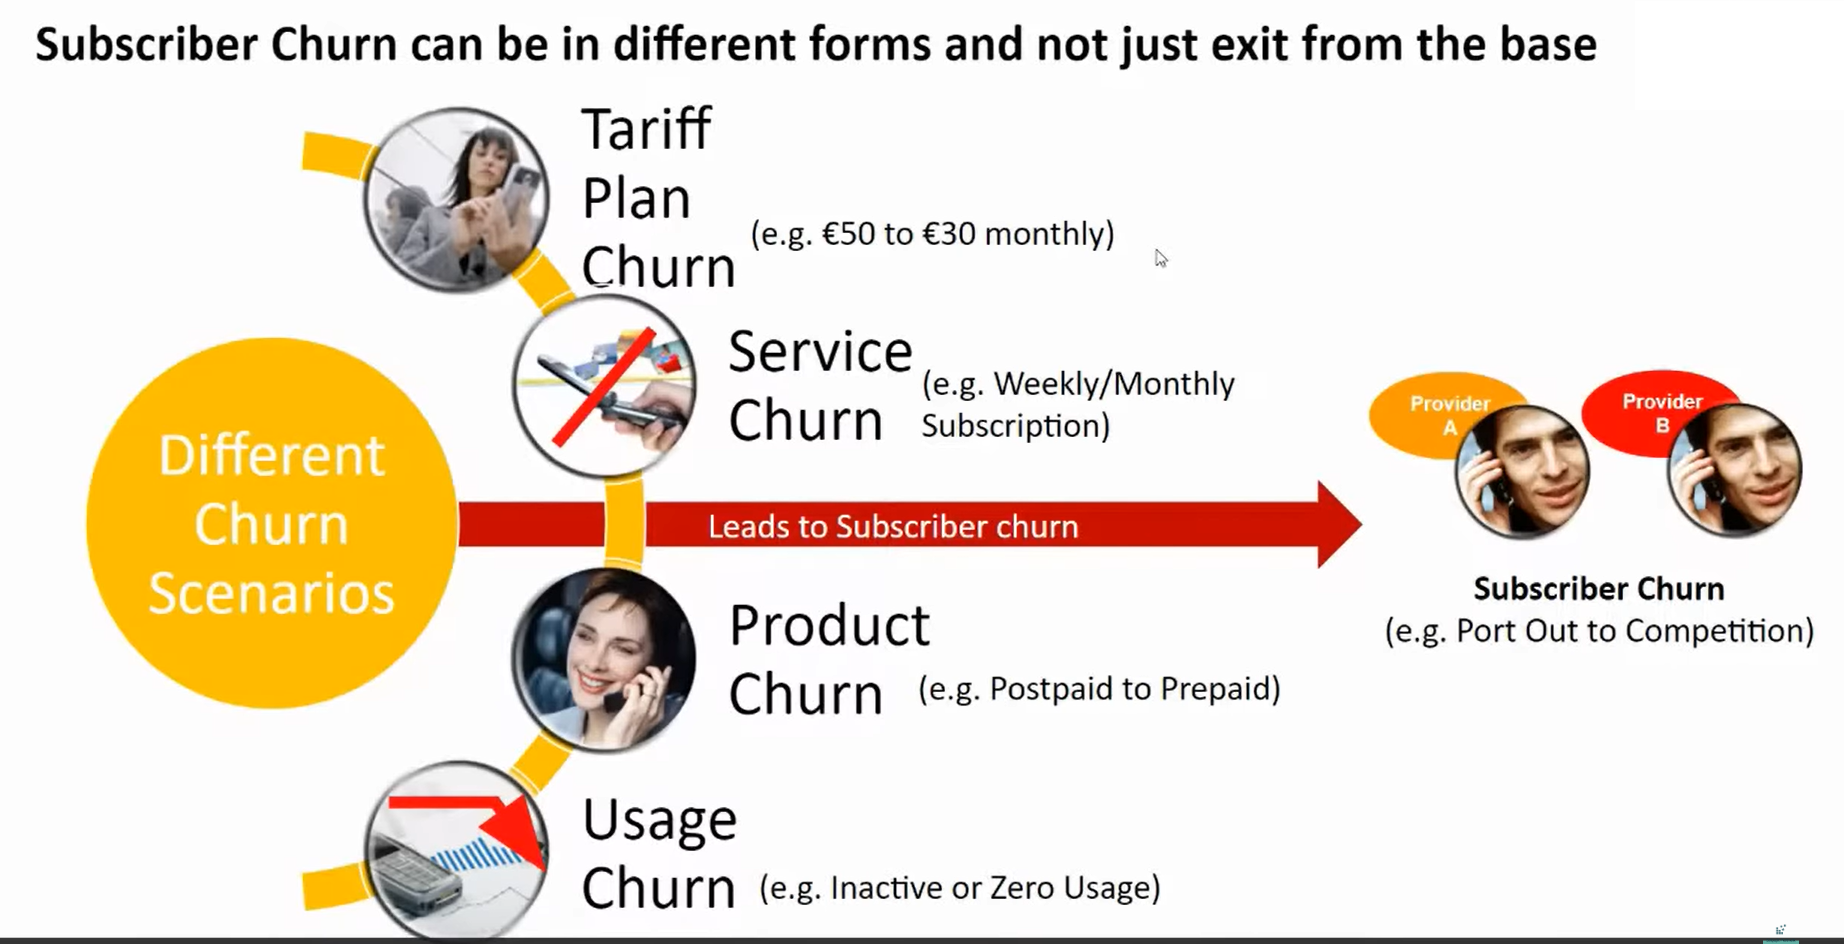 Subscriber Churn can be in different forms and not just exit from the base
Tariff
Plan
Churn
(e.g. €50 to €30 monthly)
Service
Churn
(e.g. Weekly/Monthly
Subscription)
Different
Churn
Scenarios
Leads to Subscriber churn
Provider
A
Provider
B
Subscriber Churn
(e.g. Port Out to Competition)
Product
Churn
(e.g. Postpaid to Prepaid)
Usage
Churn
(e.g. Inactive or Zero Usage)